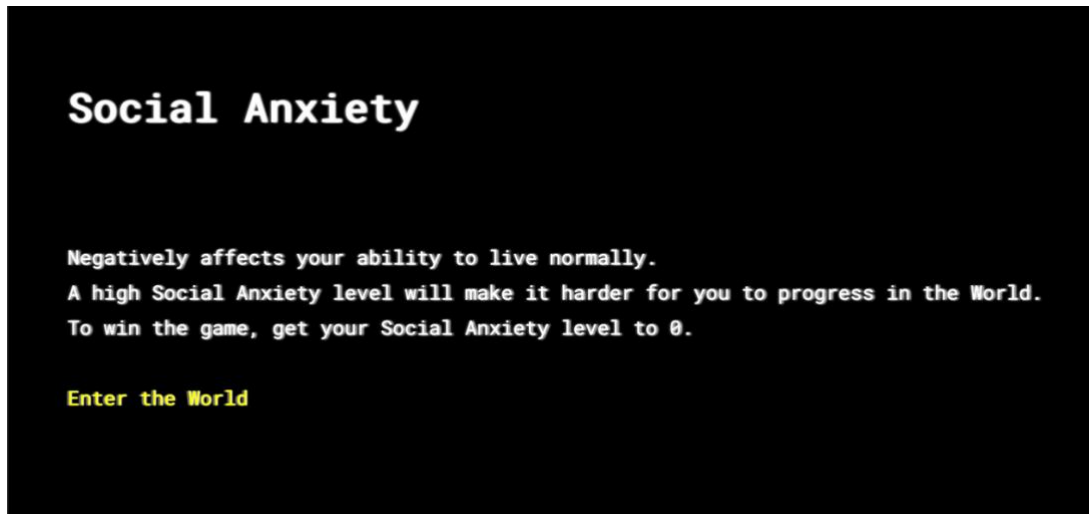 Social Anxiety
Negatively affects your ability to live normally.
A high Social Anxiety level will make it harder for you to progress in the World.
To win the game, get your Social Anxiety level to 0.
Enter the World